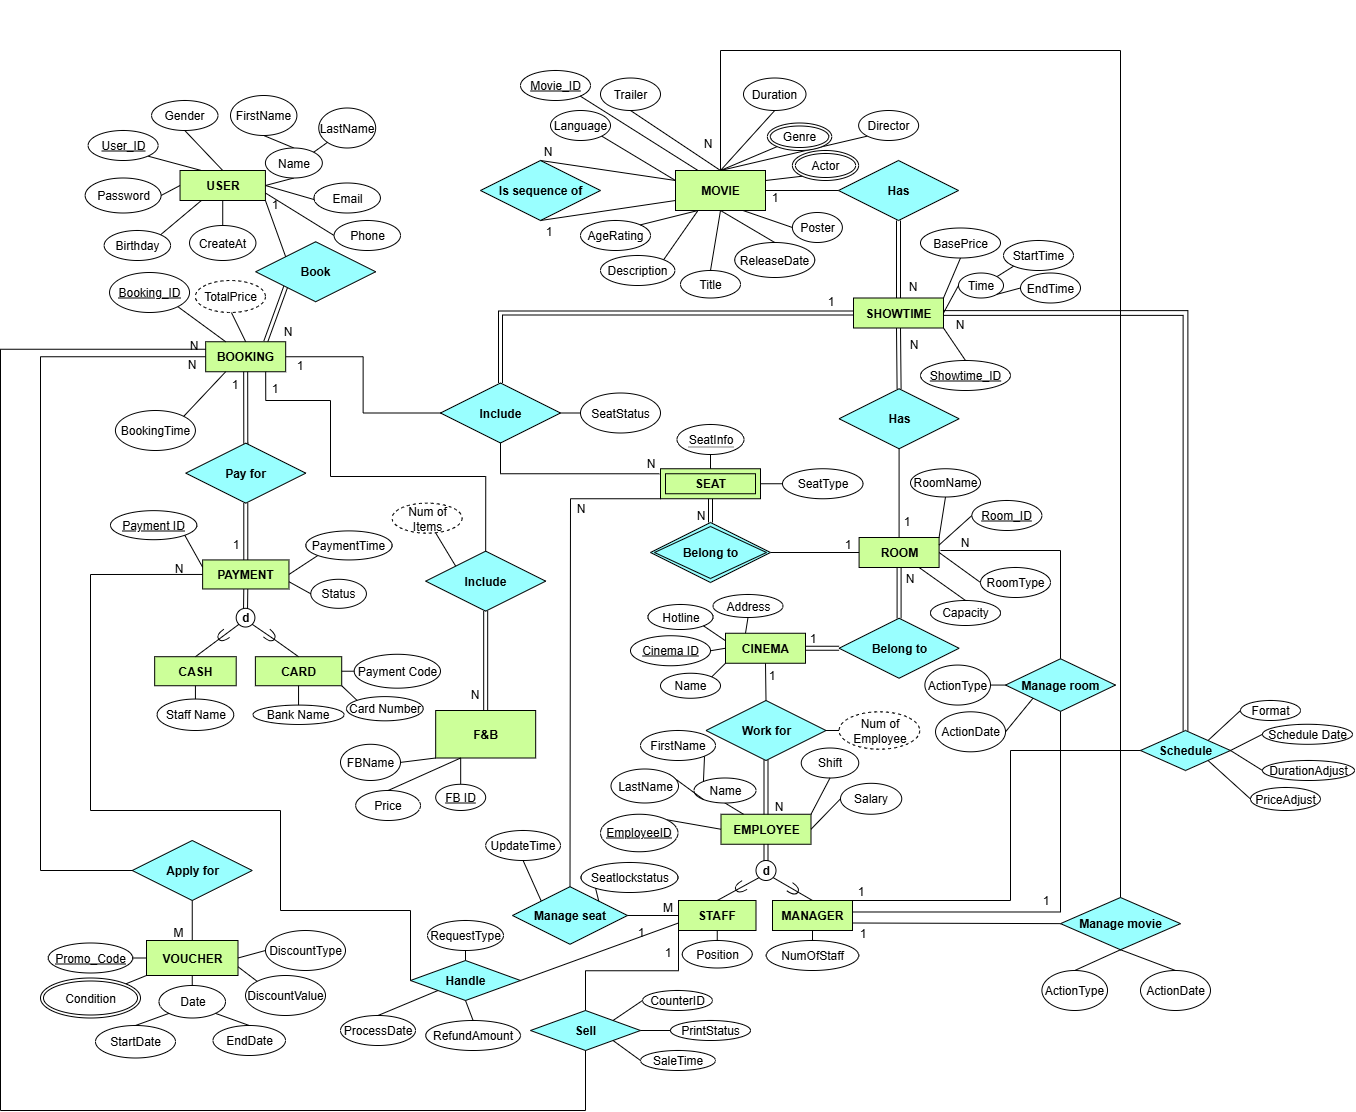 Movie_ID
Trailer
Duration
Gender
FirstName
LastName
Language
Genre
Director
User_ID
N
N
Name
Actor
USER
Is sequence of
MOVIE
Has
Password
Email
1
1
1
AgeRating
Poster
Birthday
CreateAt
Phone
Description
Title
ReleaseDate
BasePrice
StartTime
Book
Time
EndTime
Booking_ID
TotalPrice
N
1
SHOWTIME
N
N
N
N
BOOKING
N
1
N
1
1
Showtime_ID
BookingTime
Include
SeatStatus
Has
SeatInfo
Pay for
N
SEAT
SeatType
RoomName
Num of
Items
N
N
1
Room_ID
Payment ID
PaymentTime
1
Belong to
1
ROOM
N
PAYMENT
N
Status
Include
N
RoomType
Capacity
d
Hotline
Address
Cinema ID
CINEMA
1
Belong to
CASH
CARD
Payment Code
Name
1
ActionType
Manage room
Staff Name
Bank Name
Card Number
N
F&B
Work for
Num of
Employee
ActionDate
Format
Schedule Date
FirstName
Schedule
FBName
Shift
DurationAdjust
LastName
Name
Price
FB ID
N
Salary
PriceAdjust
EmployeeID
EMPLOYEE
UpdateTime
Apply for
Seatlockstatus
d
1
1
Manage seat
M
STAFF
MANAGER
Manage movie
M
RequestType
1
1
Promo_Code
VOUCHER
DiscountType
1
Position
NumOfStaff
Condition
Date
DiscountValue
Handle
ActionType
ActionDate
StartDate
EndDate
ProcessDate
RefundAmount
CounterID
Sell
PrintStatus
SaleTime